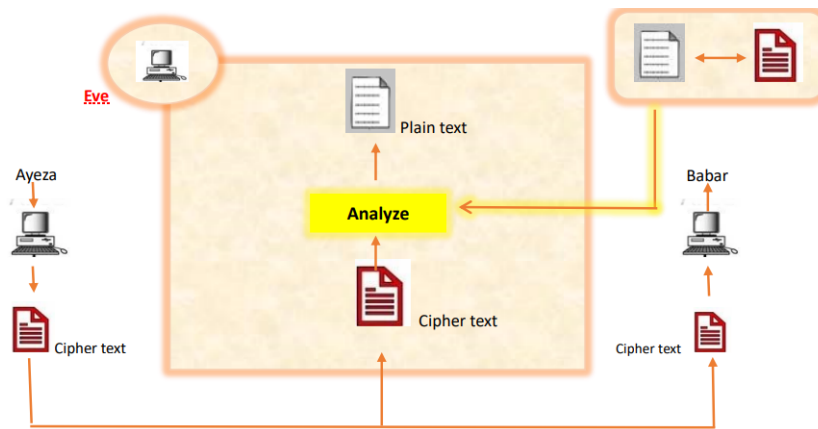 Eve
Plain text
Ayeza
Babar
Analyze
Cipher text
Cipher text
Cipher text